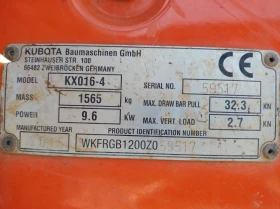 KUBOTA Baumaschinen GmbH
STEINHAUSER STR. 100
66482 ZWEIBRÜCKEN GERMANY
CE
MODEL KX016-4 SERIAL NO. 59517
MASS 1565 kg MAX. DRAW BAR PULL 32.3 kN
POWER 9.6 kW MAX. VERT. LOAD 2.7 kN
MANUFACTURED YEAR PRODUCT IDENTIFICATION NUMBER
WKFRGB1200Z059517